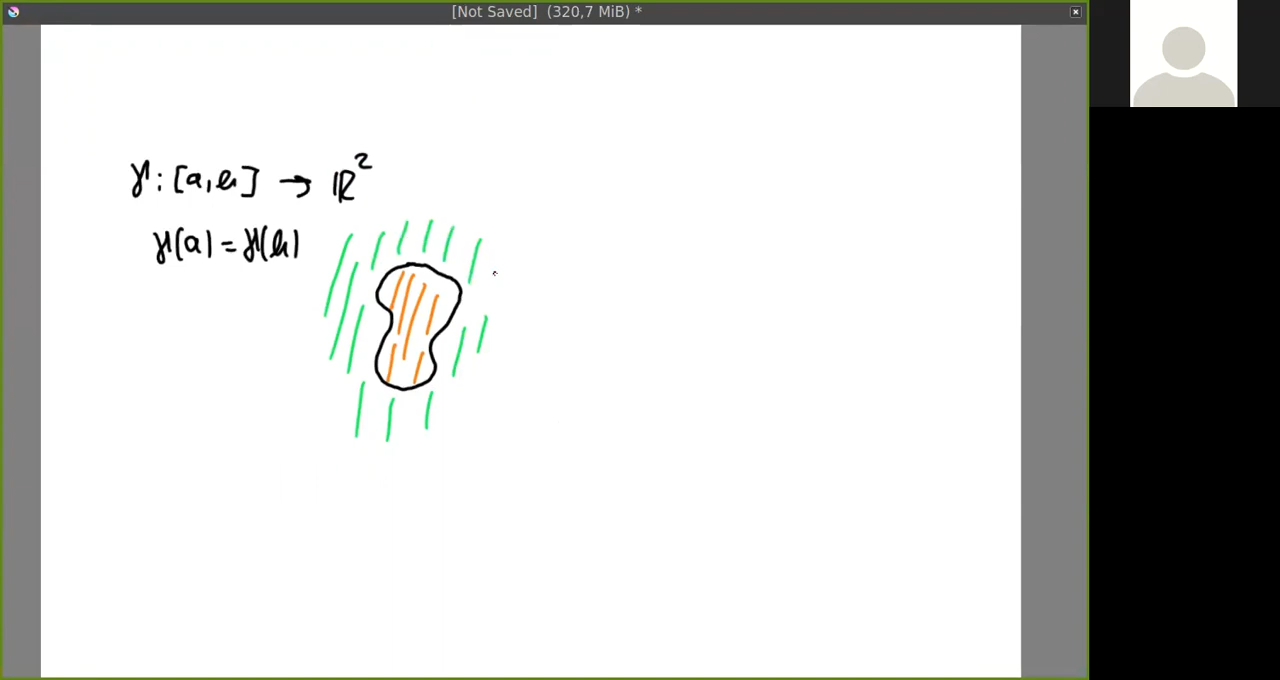 [Not Saved] (320,7 MiB) *
γ : [a, b] → ℝ²
γ(a) = γ(b)